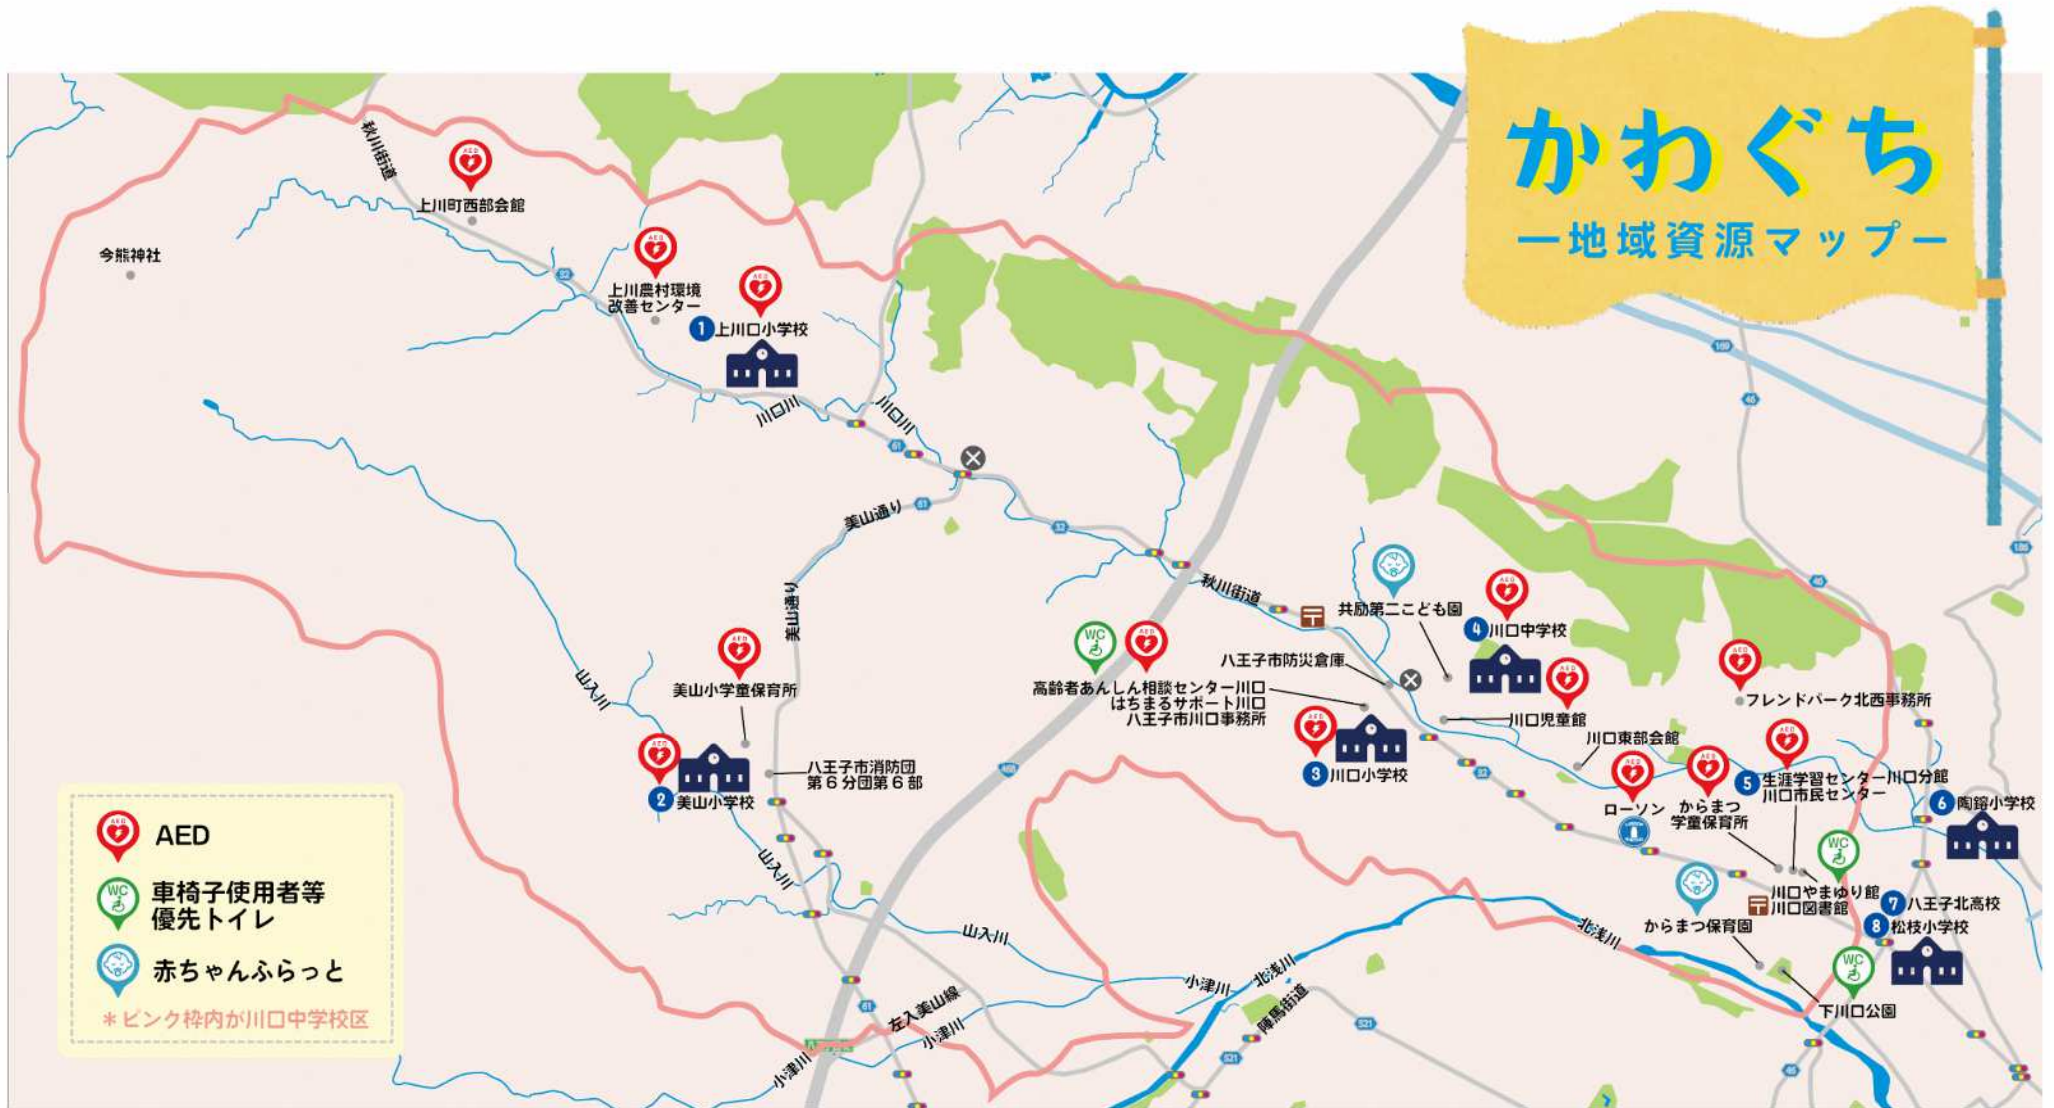 かわぐち
ー地域資源マップー
秋川街道
上川町西部会館
今熊神社
上川農村環境
改善センター
1 上川口小学校
川口川
川口川
美山通り
美山通り
秋川街道
共励第二こども園
4 川口中学校
八王子市防災倉庫
高齢者あんしん相談センター川口
はちまるサポート川口
八王子市川口事務所
川口児童館
フレンドパーク北西事務所
川口東部会館
3 川口小学校
山入川
美山小学童保育所
2 美山小学校
八王子市消防団
第6分団第6部
ローソン
からまつ
学童保育所
5 生涯学習センター川口分館
川口市民センター
6 陶鎔小学校
川口やまゆり館
川口図書館
7 八王子北高校
8 松枝小学校
からまつ保育園
下川口公園
山入川
山入川
北浅川
北浅川
小津川
陣馬街道
左入美山線
小津川
小津川
32
61
61
32
32
468
61
521
521
46
46
46
169
AED
WC
車椅子使用者等
優先トイレ
赤ちゃんふらっと
＊ピンク枠内が川口中学校区